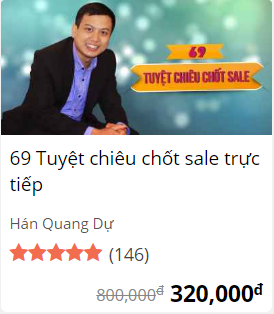 69
TUYỆT CHIÊU CHỐT SALE
69 Tuyệt chiêu chốt sale trực
tiếp
Hán Quang Dự
(146)
800,000đ 320,000đ